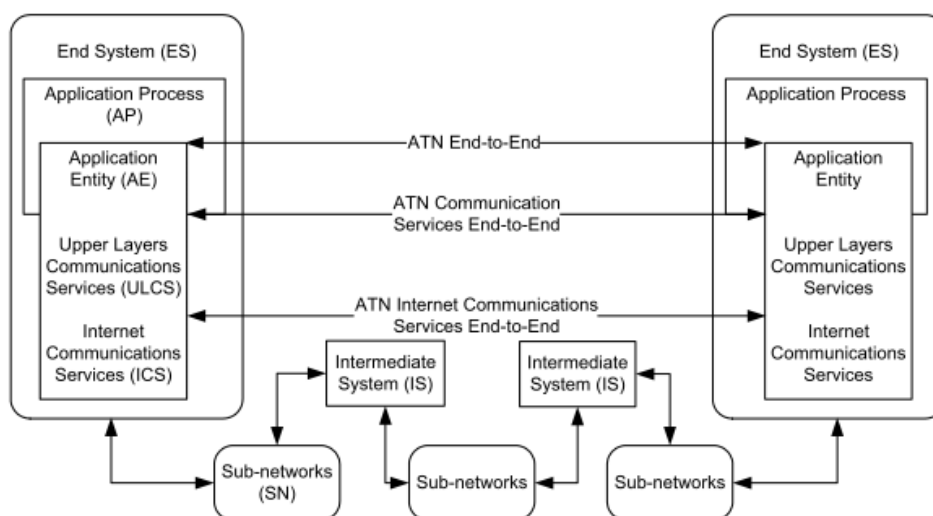 End System (ES)
Application Process
(AP)
Application
Entity (AE)
Upper Layers
Communications
Services (ULCS)
Internet
Communications
Services (ICS)
ATN End-to-End
ATN Communication
Services End-to-End
ATN Internet Communications
Services End-to-End
End System (ES)
Application Process
Application
Entity
Upper Layers
Communications
Services
Internet
Communications
Services
Intermediate
System (IS)
Intermediate
System (IS)
Sub-networks
(SN)
Sub-networks
Sub-networks